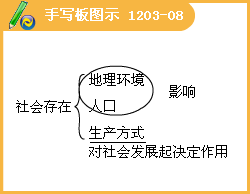 手写板图示 1203-08
地理环境
影响
社会存在
人口
生产方式
对社会发展起决定作用